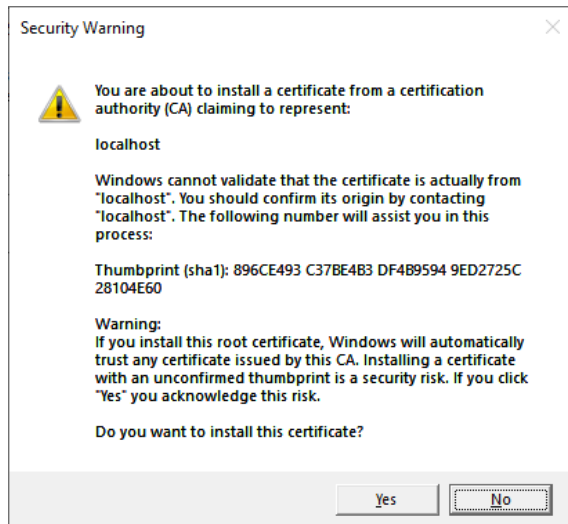 Security Warning
You are about to install a certificate from a certification
authority (CA) claiming to represent:
localhost
Windows cannot validate that the certificate is actually from
"localhost". You should confirm its origin by contacting
"localhost". The following number will assist you in this
process:
Thumbprint (sha1): 896CE493 C37BE4B3 DF4B9594 9ED2725C
28104E60
Warning:
If you install this root certificate, Windows will automatically
trust any certificate issued by this CA. Installing a certificate
with an unconfirmed thumbprint is a security risk. If you click
"Yes" you acknowledge this risk.
Do you want to install this certificate?
Yes
No